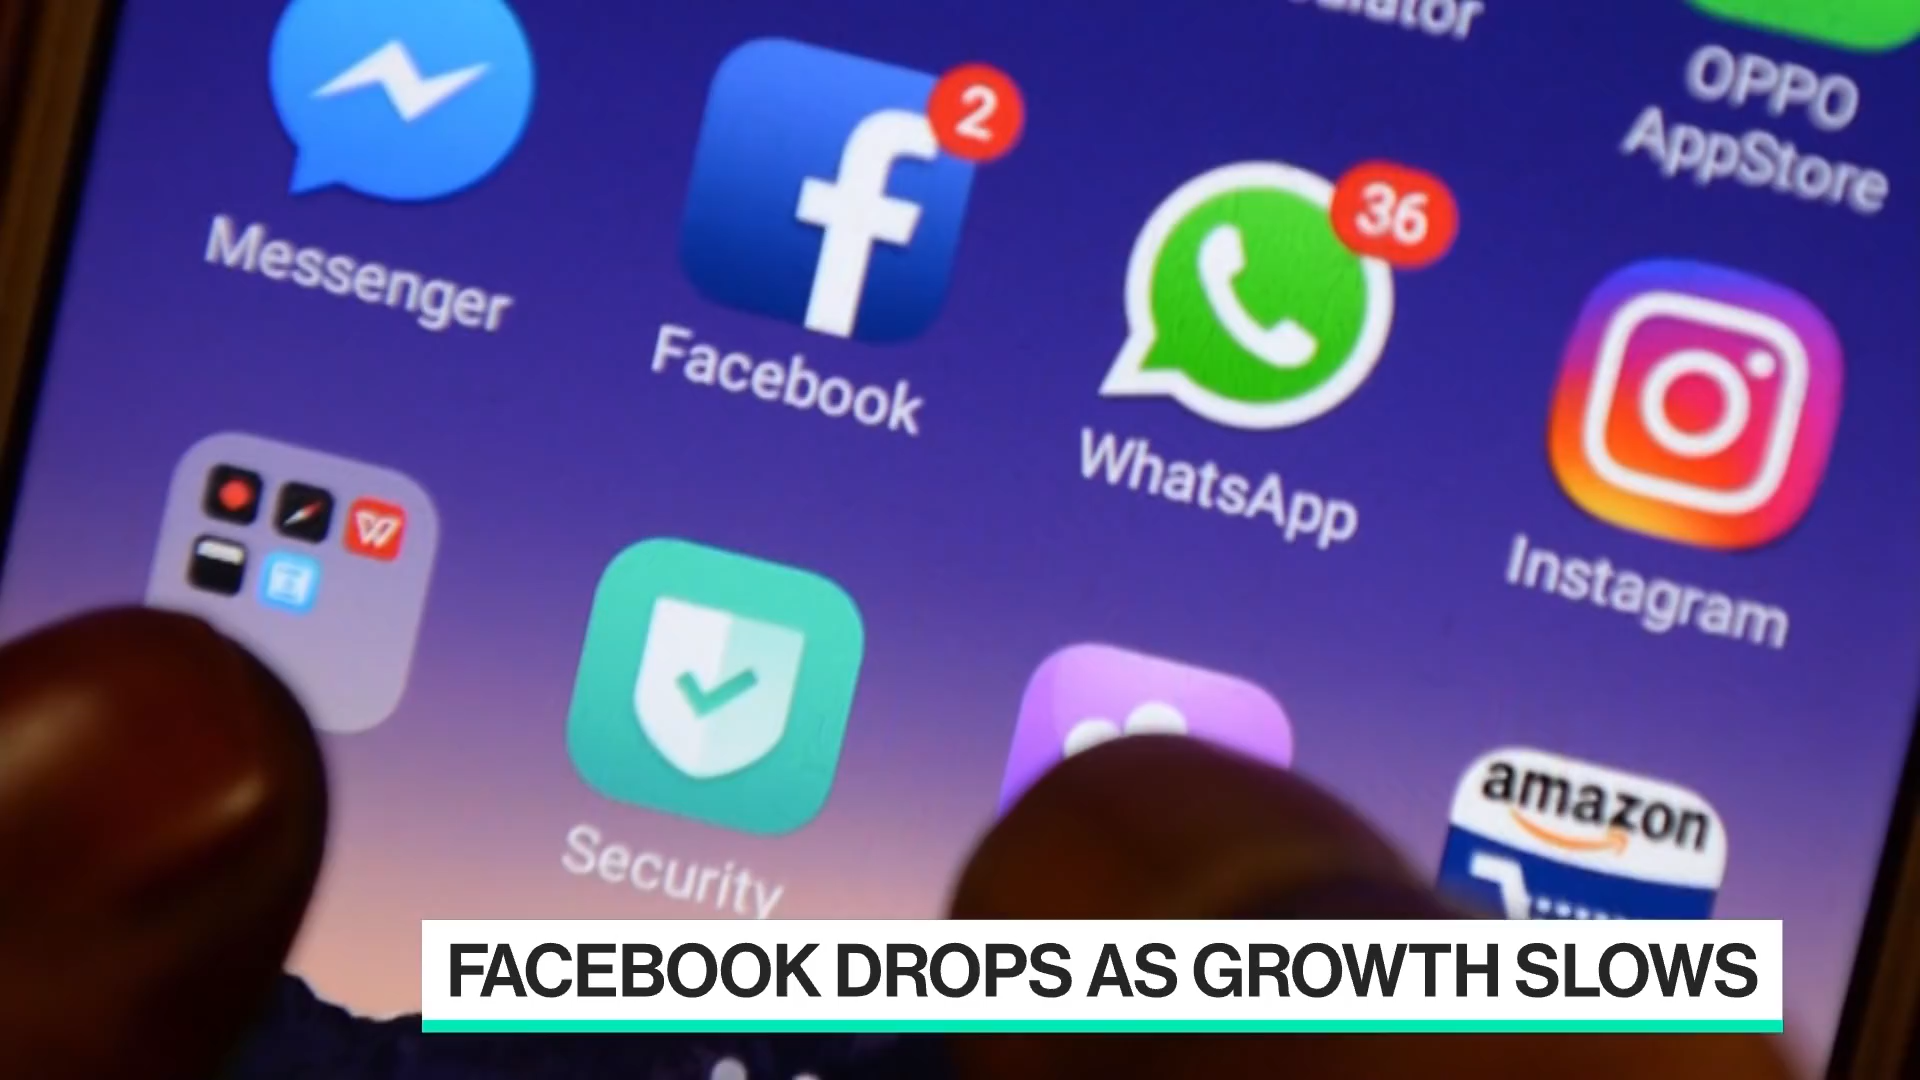 OPPO
AppStore
Messenger
2
Facebook
36
WhatsApp
Instagram
Security
amazon
FACEBOOK DROPS AS GROWTH SLOWS